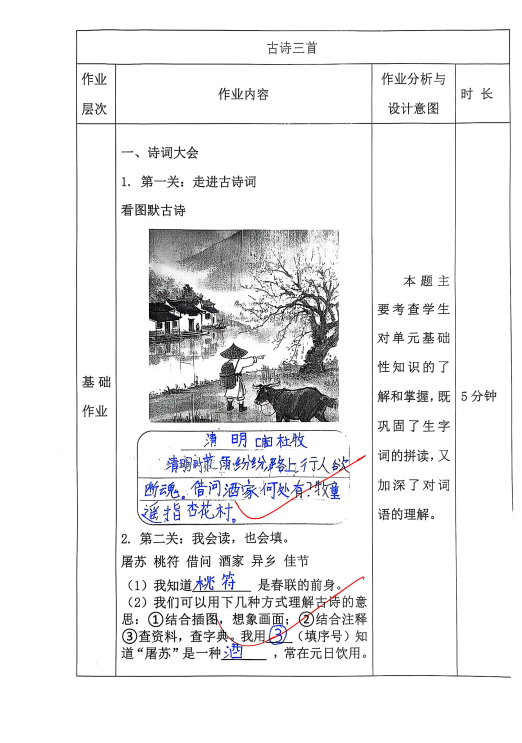 古诗三首
作业层次
作业内容
作业分析与设计意图
时 长
基础作业
一、诗词大会
1. 第一关：走进古诗词
看图默古诗
清 明 [唐]杜牧
清明时节雨纷纷,路上行人欲
断魂。借问酒家何处有?牧童
遥指杏花村。
2. 第二关：我会读，也会填。
屠苏 桃符 借问 酒家 异乡 佳节
（1）我知道桃符 是春联的前身。
（2）我们可以用下几种方式理解古诗的意
思：①结合插图，想象画面；②结合注释
③查资料，查字典。我用③（填序号）知
道“屠苏”是一种酒，常在元日饮用。
本题主
要考查学生
对单元基础
性知识的了
解和掌握，既
巩固了生字
词的拼读，又
加深了对词
语的理解。
5分钟